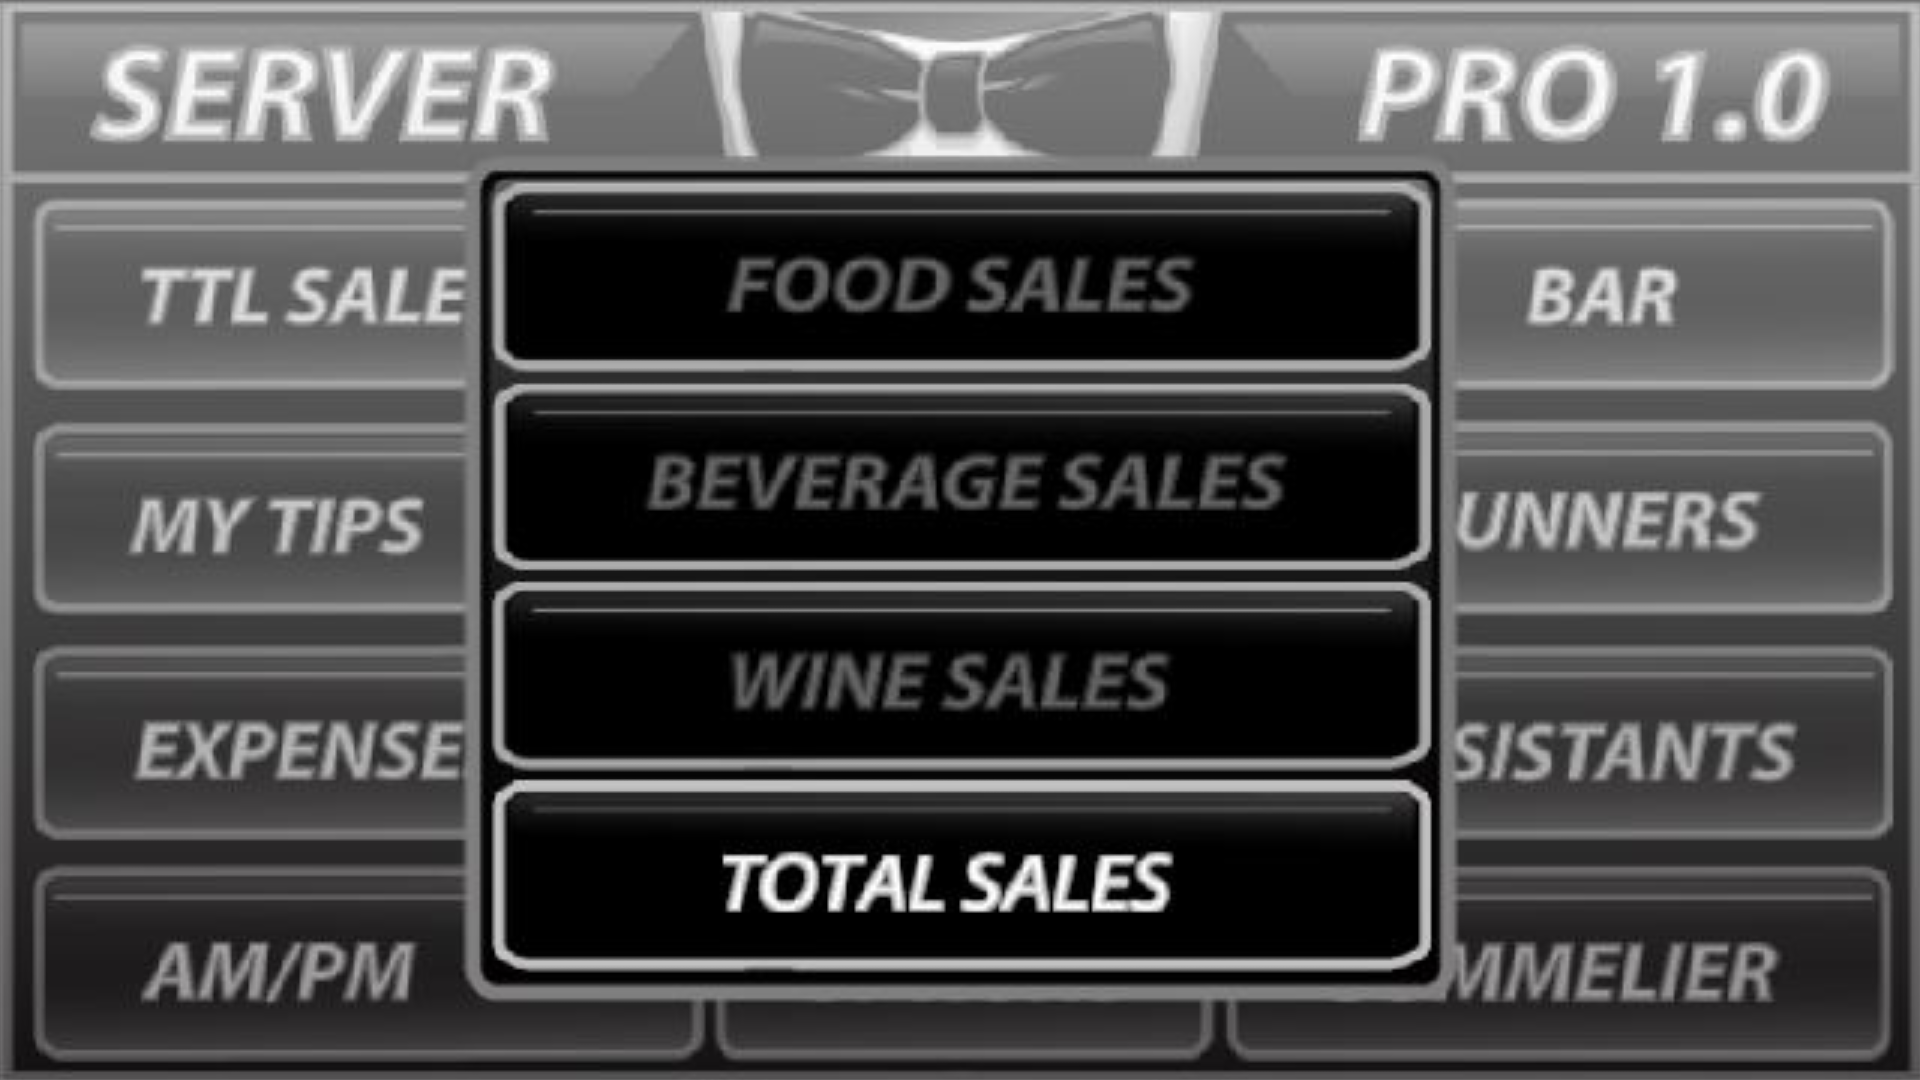 SERVER PRO 1.0
FOOD SALES
TTL SALE BAR
BEVERAGE SALES
MY TIPS UNNERS
WINE SALES
EXPENSE SISTANTS
TOTAL SALES
AM/PM MMELIER